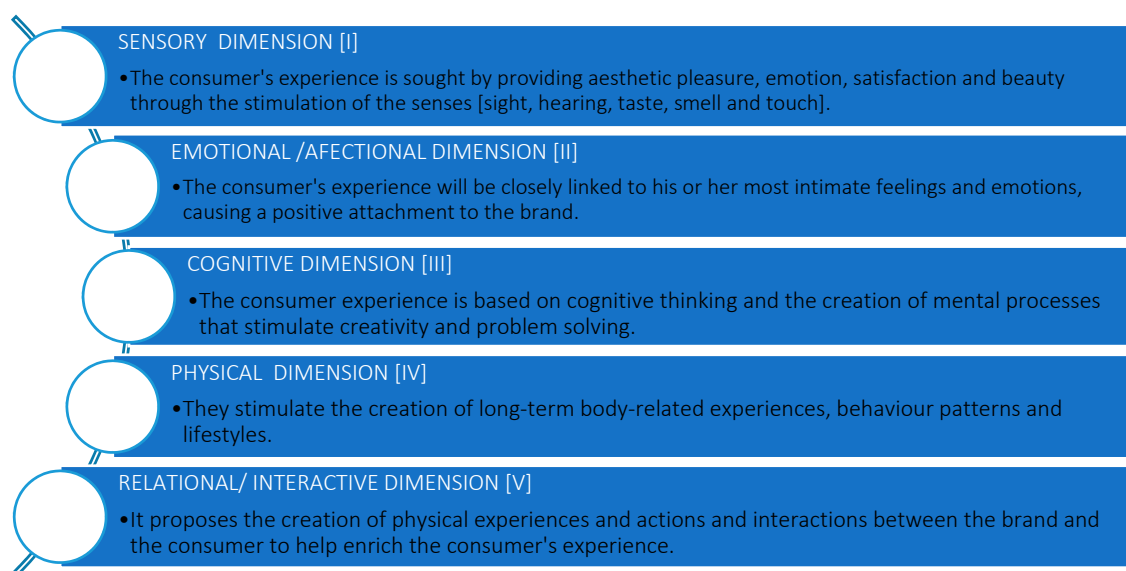 SENSORY  DIMENSION [I]
•The consumer's experience is sought by providing aesthetic pleasure, emotion, satisfaction and beauty
through the stimulation of the senses [sight, hearing, taste, smell and touch].
EMOTIONAL /AFECTIONAL DIMENSION [II]
•The consumer's experience will be closely linked to his or her most intimate feelings and emotions,
causing a positive attachment to the brand.
COGNITIVE DIMENSION [III]
•The consumer experience is based on cognitive thinking and the creation of mental processes
that stimulate creativity and problem solving.
PHYSICAL  DIMENSION [IV]
•They stimulate the creation of long-term body-related experiences, behaviour patterns and
lifestyles.
RELATIONAL/ INTERACTIVE DIMENSION [V]
•It proposes the creation of physical experiences and actions and interactions between the brand and
the consumer to help enrich the consumer's experience.